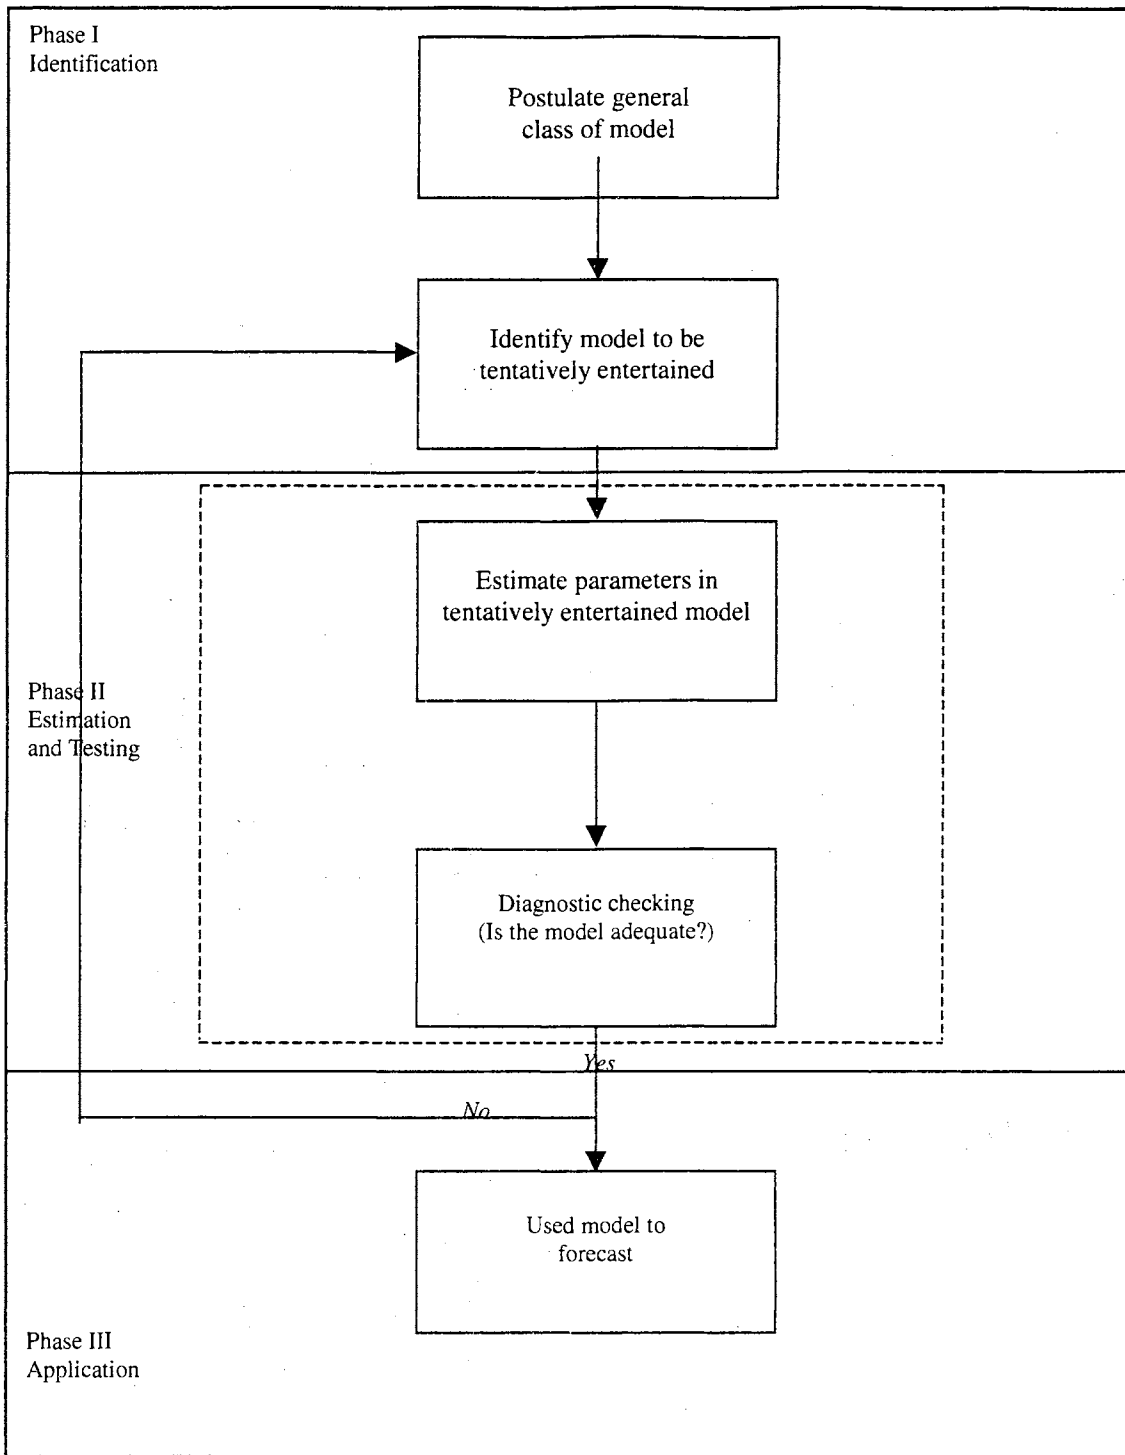 Phase I
Identification
Postulate general
class of model
Identify model to be
tentatively entertained
Estimate parameters in
tentatively entertained model
Phase II
Estimation
and Testing
Diagnostic checking
(Is the model adequate?)
Yes
No
Used model to
forecast
Phase III
Application